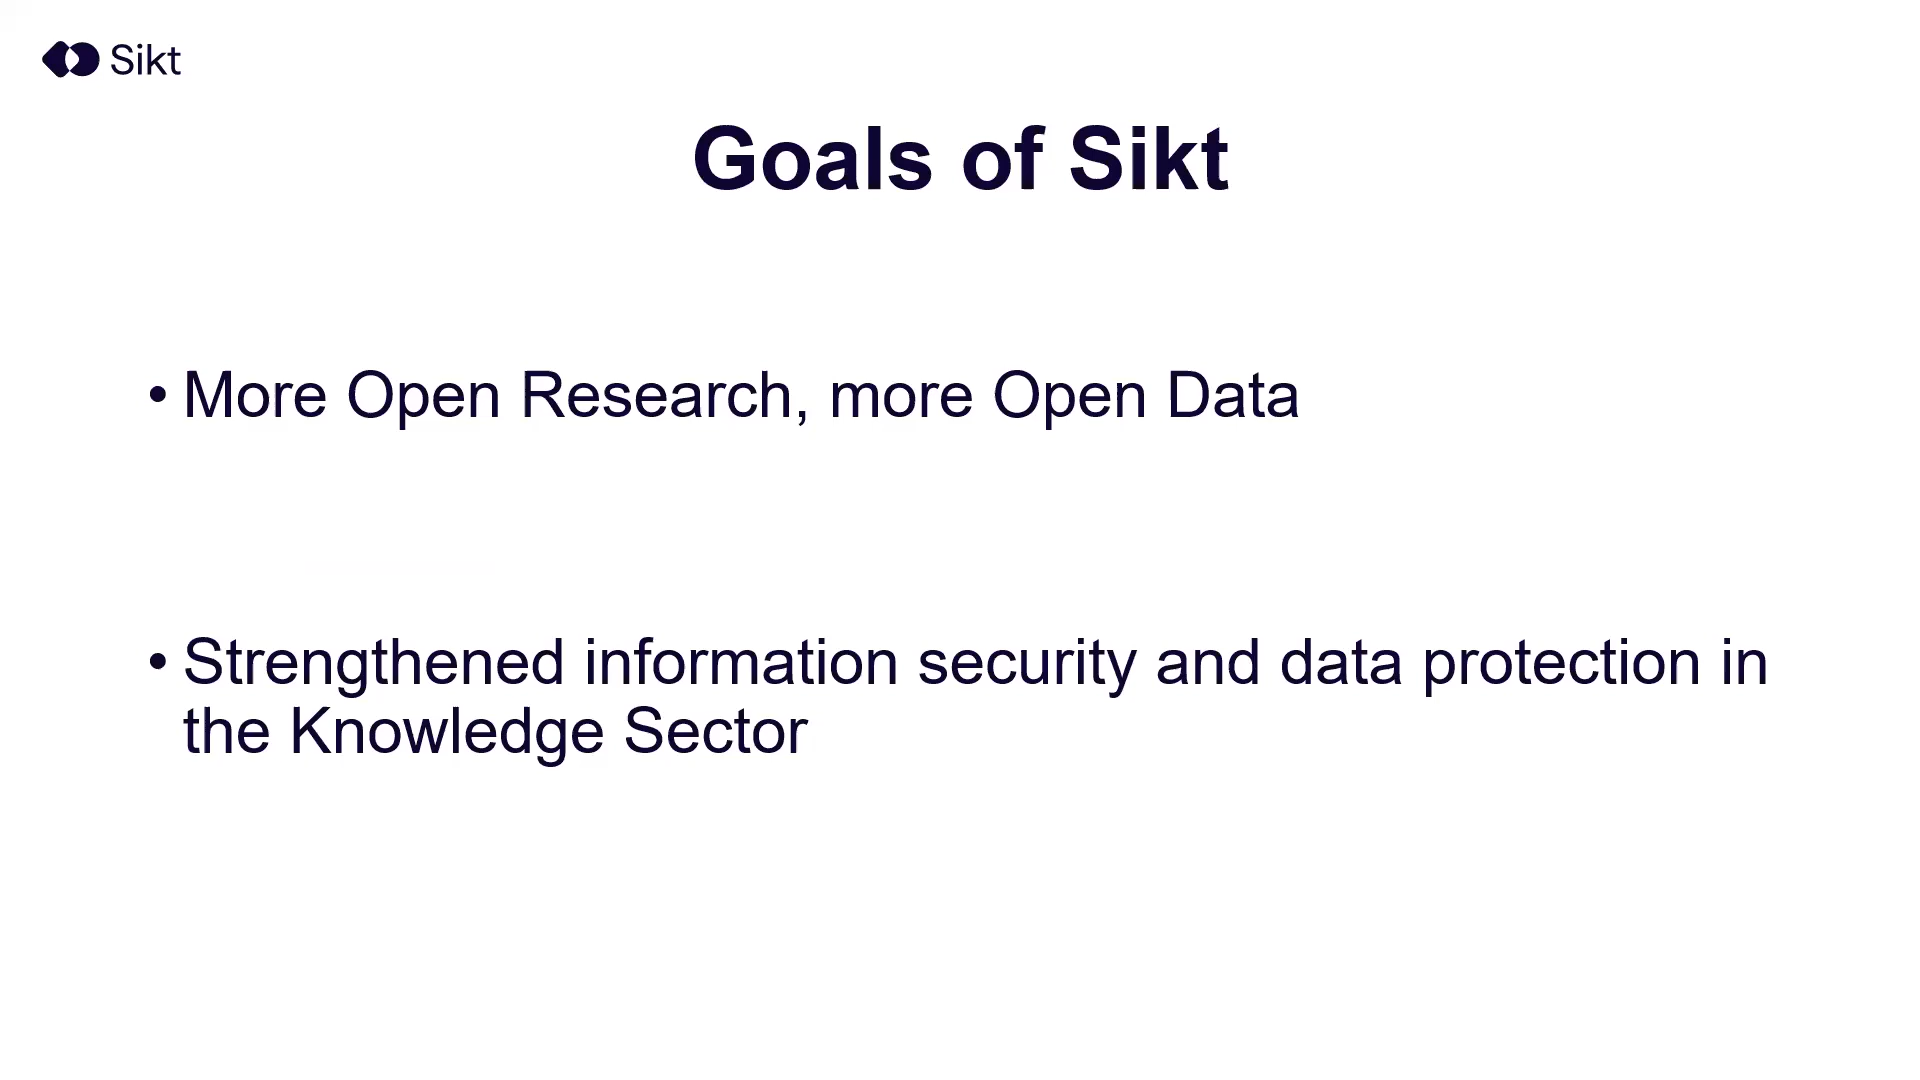 Sikt
Goals of Sikt
• More Open Research, more Open Data
• Strengthened information security and data protection in
the Knowledge Sector